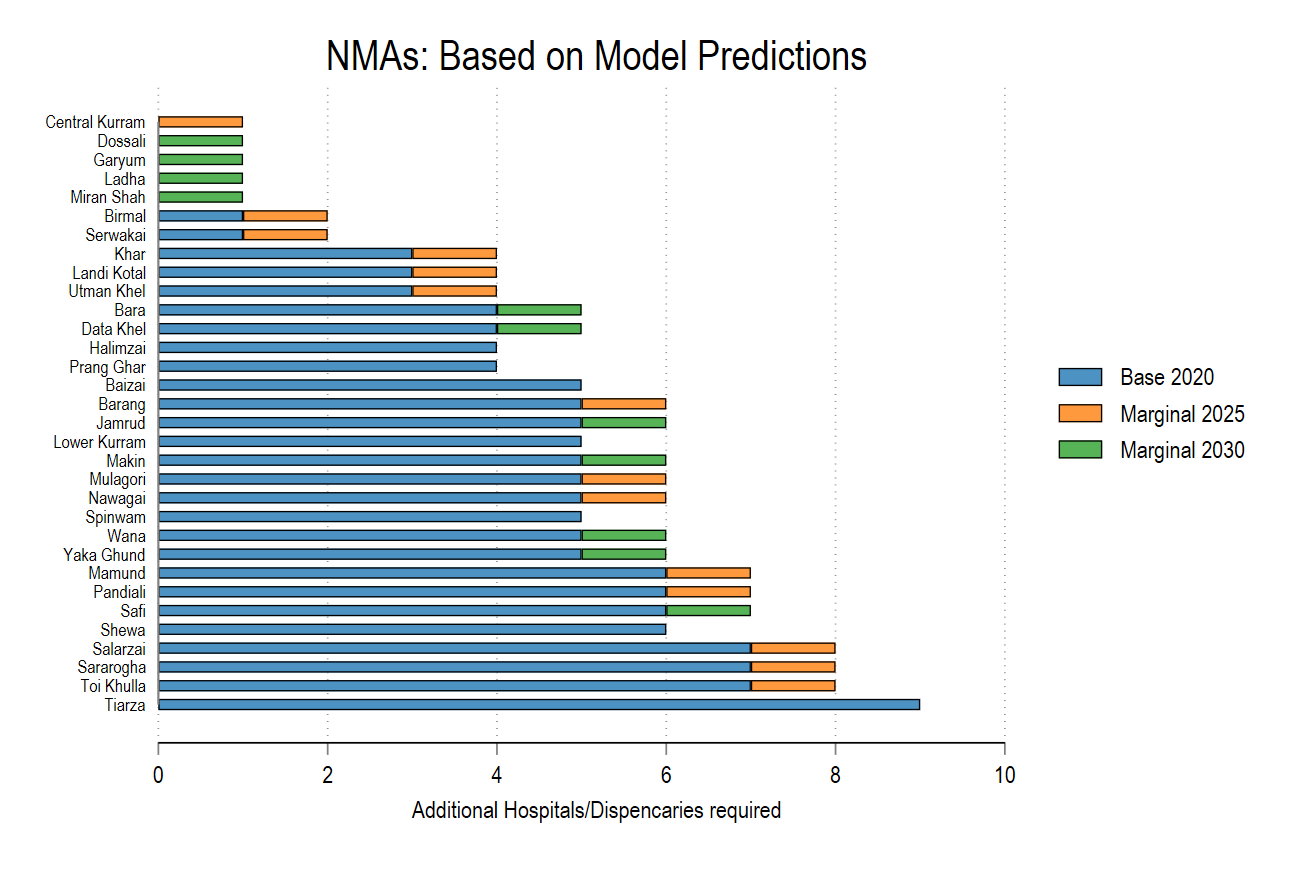 NMAs: Based on Model Predictions
Central Kurram
Dossali
Garyum
Ladha
Miran Shah
Birmal
Serwakai
Khar
Landi Kotal
Utman Khel
Bara
Data Khel
Halimzai
Prang Ghar
Baizai
Barang
Jamrud
Lower Kurram
Makin
Mulagori
Nawagai
Spinwam
Wana
Yaka Ghund
Mamund
Pandiali
Safi
Shewa
Salarzai
Sararogha
Toi Khulla
Tiarza
0 2 4 6 8 10
Additional Hospitals/Dispencaries required
Base 2020
Marginal 2025
Marginal 2030